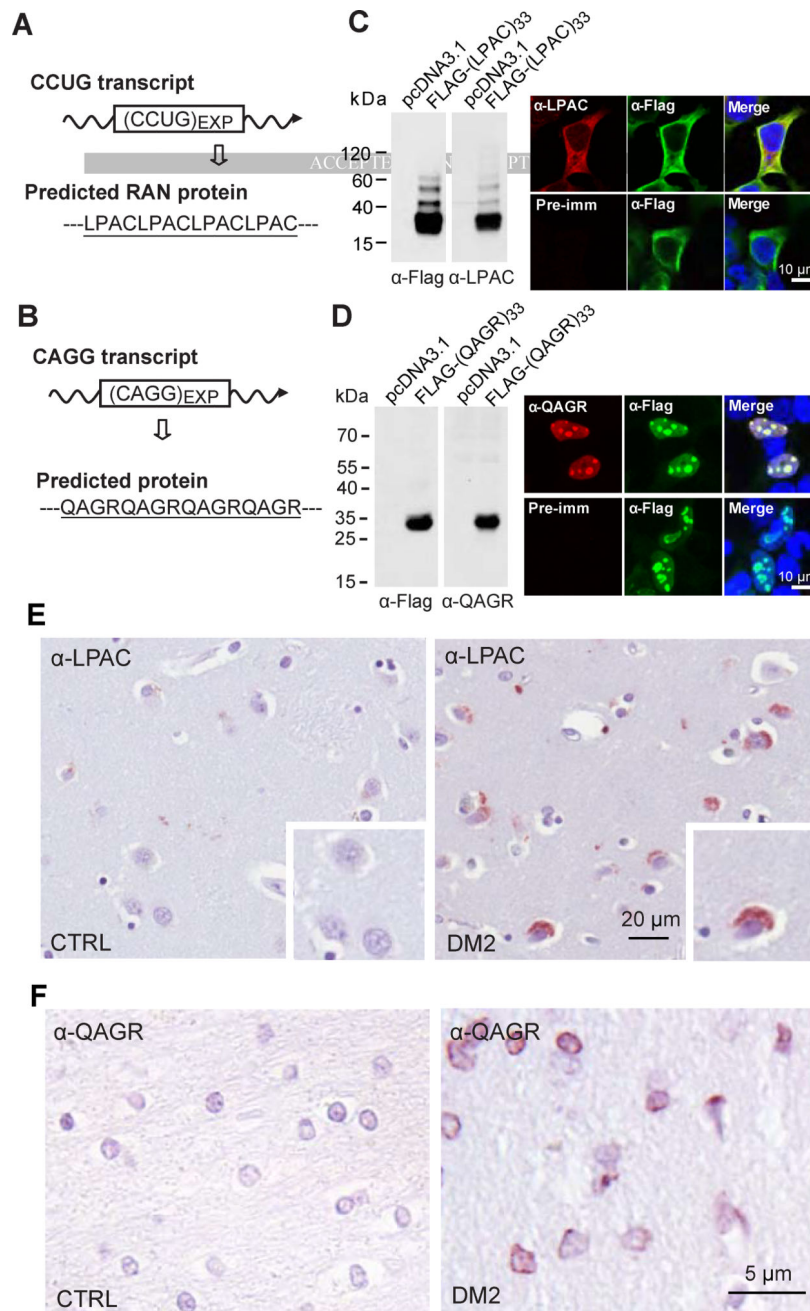 A
CCUG transcript
(CCUG)EXP
Predicted RAN protein
---LPACLPACLPACLPAC---
B
CAGG transcript
(CAGG)EXP
Predicted protein
---QAGRQAGRQAGRQAGR---
C
pcDNA3.1
FLAG-(LPAC)33
pcDNA3.1
FLAG-(LPAC)33
kDa
120
60
40
15
α-Flag
α-LPAC
α-LPAC
α-Flag
Merge
Pre-imm
α-Flag
Merge
10 µm
D
pcDNA3.1
FLAG-(QAGR)33
pcDNA3.1
FLAG-(QAGR)33
kDa
70
55
40
35
25
15
α-Flag
α-QAGR
α-QAGR
α-Flag
Merge
Pre-imm
α-Flag
Merge
10 µm
E
α-LPAC
CTRL
α-LPAC
20 µm
DM2
F
α-QAGR
CTRL
α-QAGR
DM2
5 µm